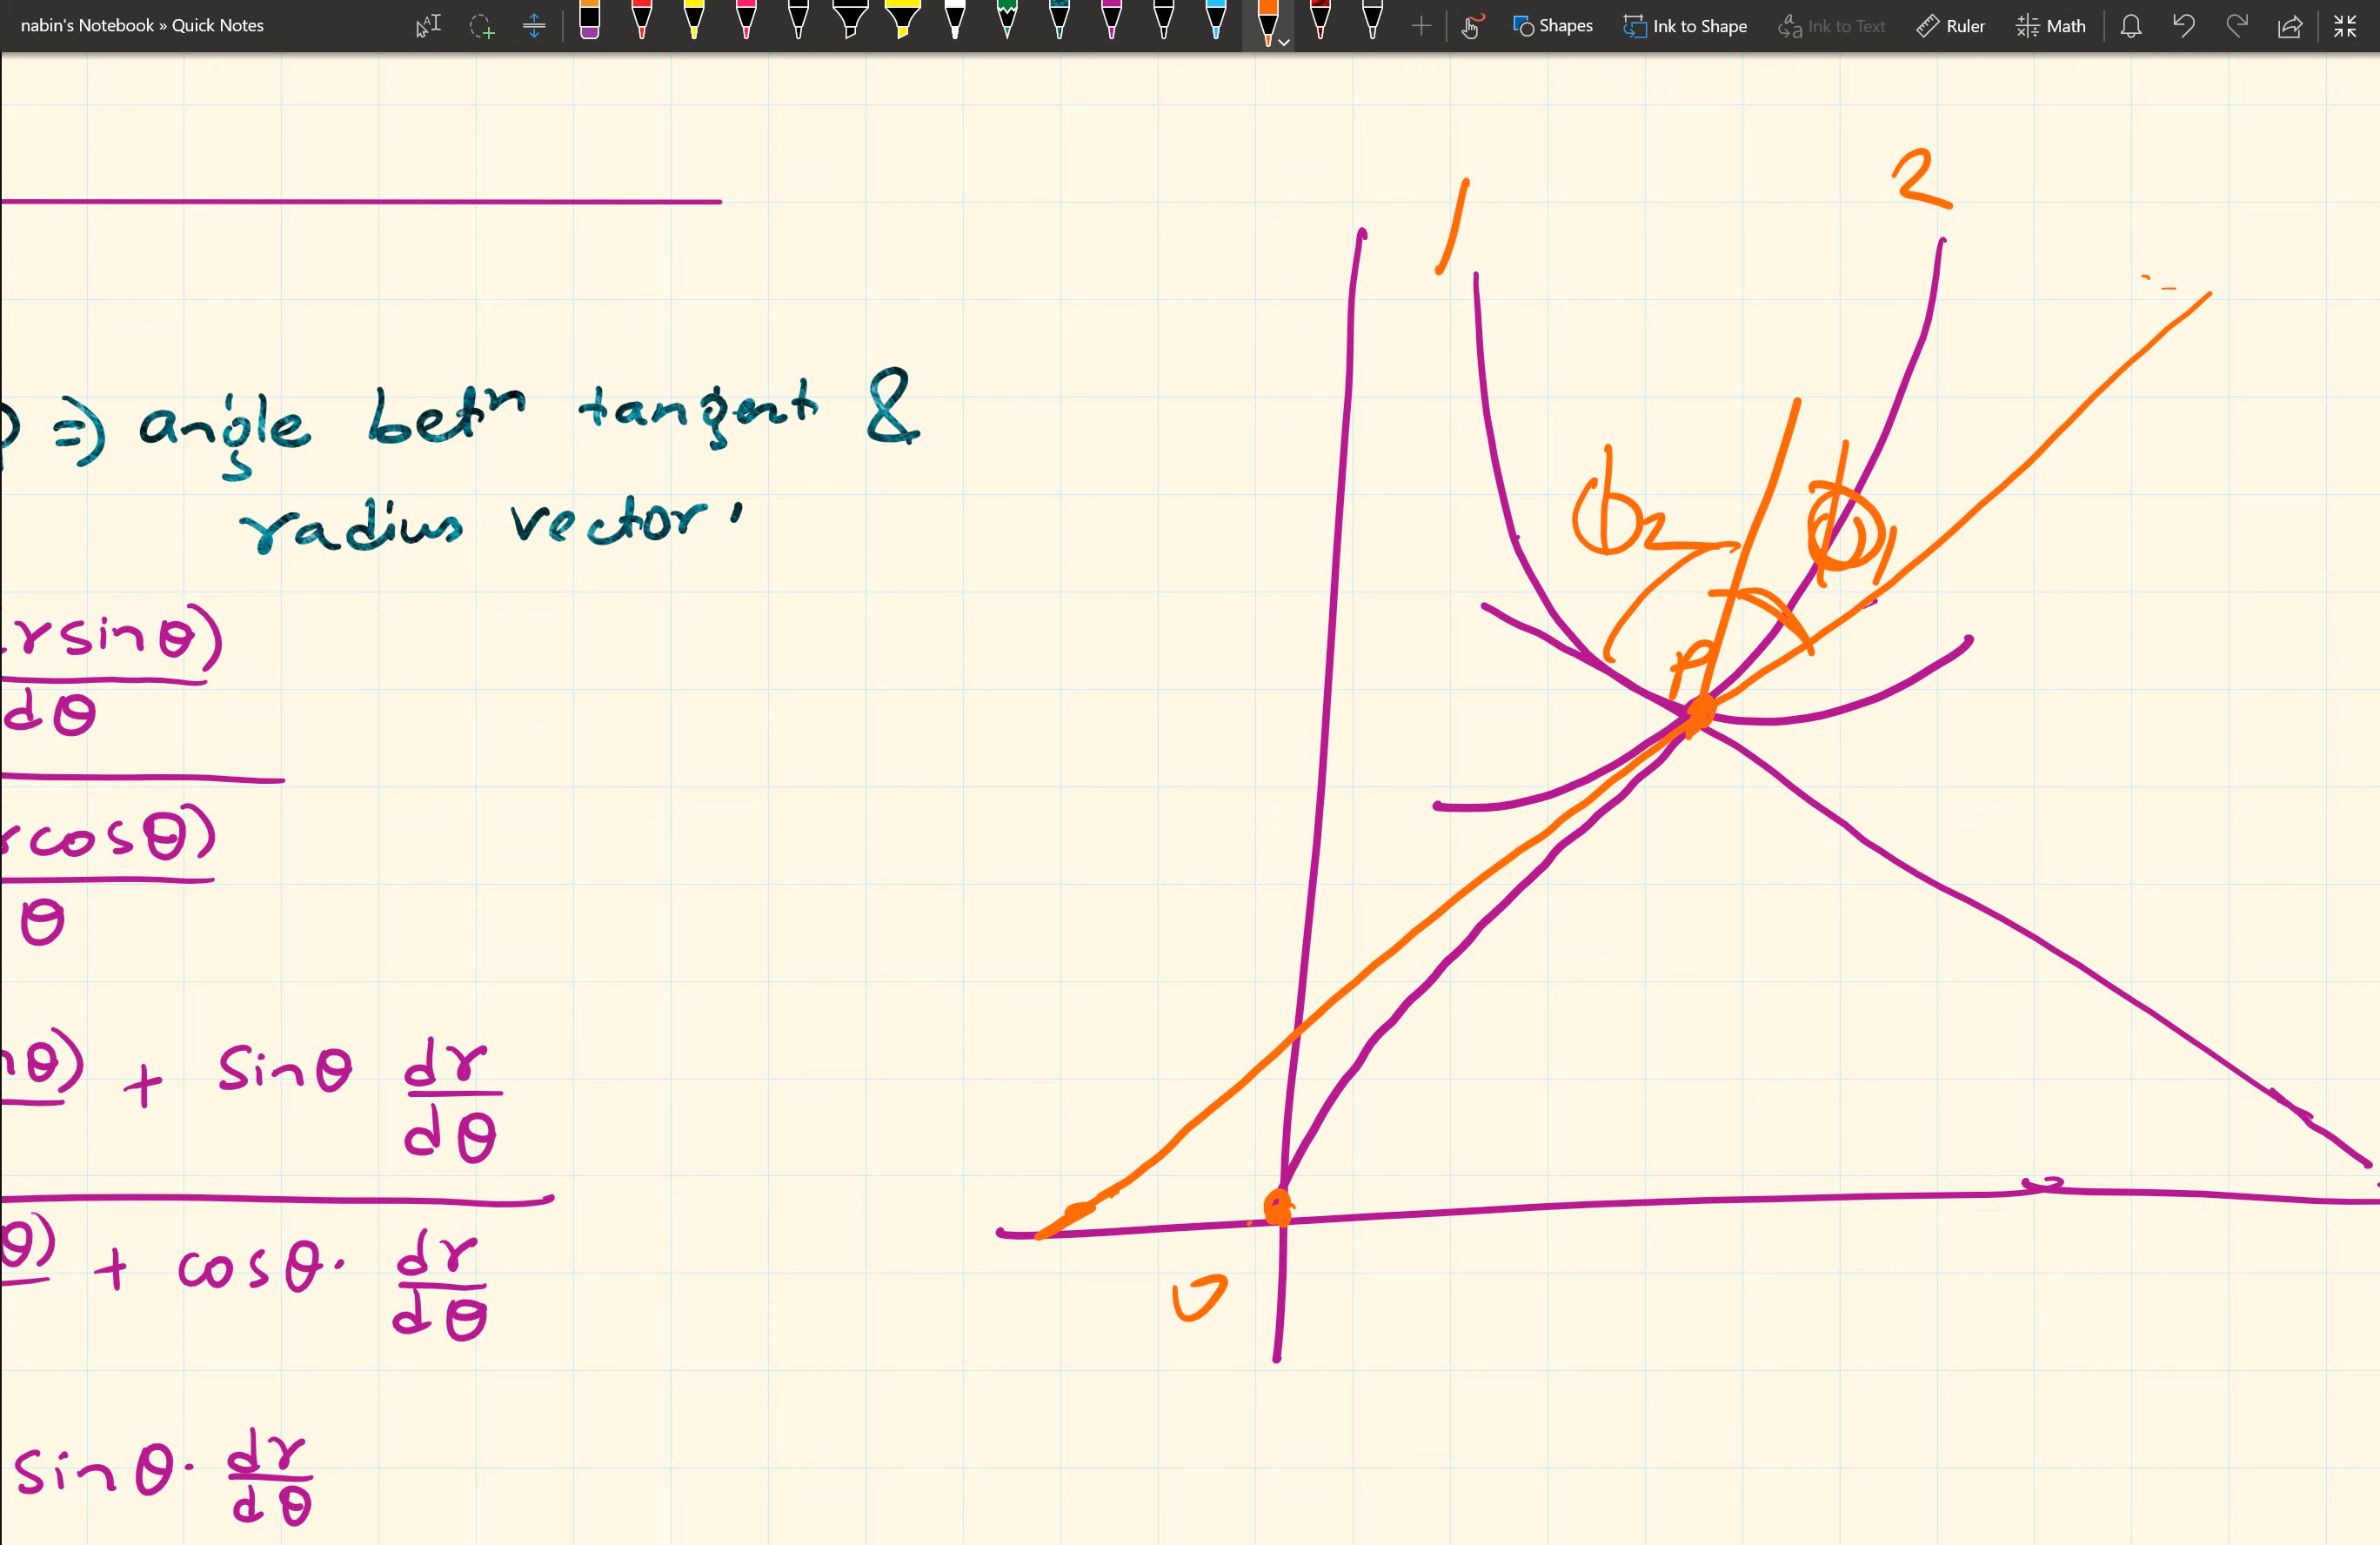 nabin's Notebook » Quick Notes
Shapes
Ink to Shape
Ink to Text
Ruler
Math
) => angle betn tangent &
radius vector.
rsinθ)
dθ
rcosθ)
θ
nθ) + sinθ dr
dθ
θ) + cosθ. dr
dθ
sinθ. dr
dθ
1
2
ϕ2
ϕ1
P
O